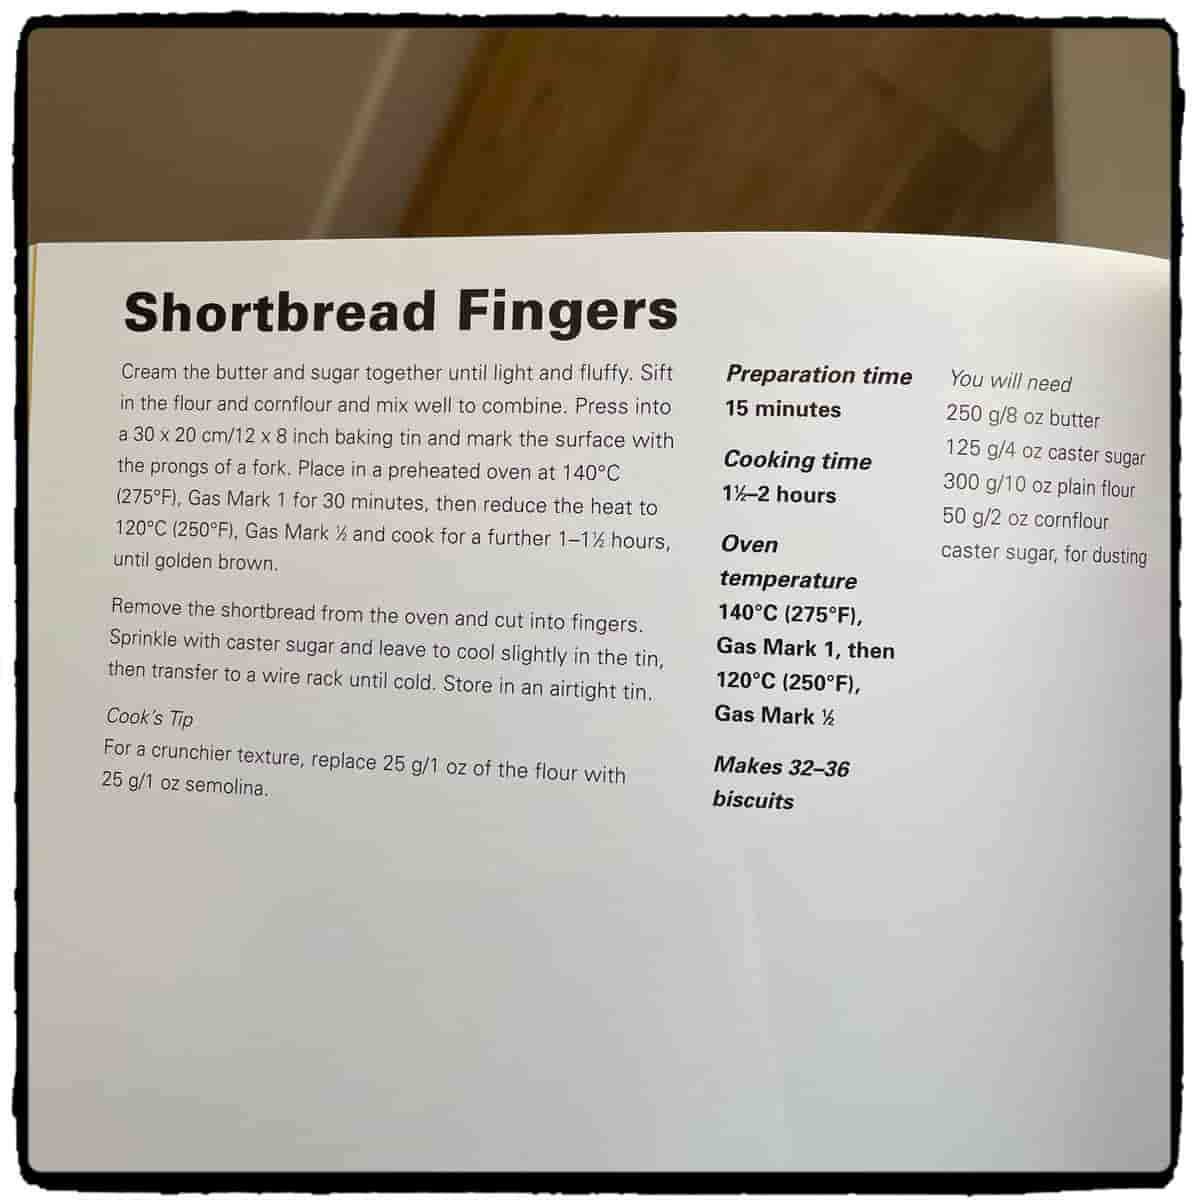 Shortbread Fingers
Cream the butter and sugar together until light and fluffy. Sift
in the flour and cornflour and mix well to combine. Press into
a 30 x 20 cm/12 x 8 inch baking tin and mark the surface with
the prongs of a fork. Place in a preheated oven at 140°C
(275°F), Gas Mark 1 for 30 minutes, then reduce the heat to
120°C (250°F), Gas Mark ½ and cook for a further 1–1½ hours,
until golden brown.
Remove the shortbread from the oven and cut into fingers.
Sprinkle with caster sugar and leave to cool slightly in the tin,
then transfer to a wire rack until cold. Store in an airtight tin.
Cook's Tip
For a crunchier texture, replace 25 g/1 oz of the flour with
25 g/1 oz semolina.
Preparation time
15 minutes
Cooking time
1½–2 hours
Oven
temperature
140°C (275°F),
Gas Mark 1, then
120°C (250°F),
Gas Mark ½
Makes 32–36
biscuits
You will need
250 g/8 oz butter
125 g/4 oz caster sugar
300 g/10 oz plain flour
50 g/2 oz cornflour
caster sugar, for dusting